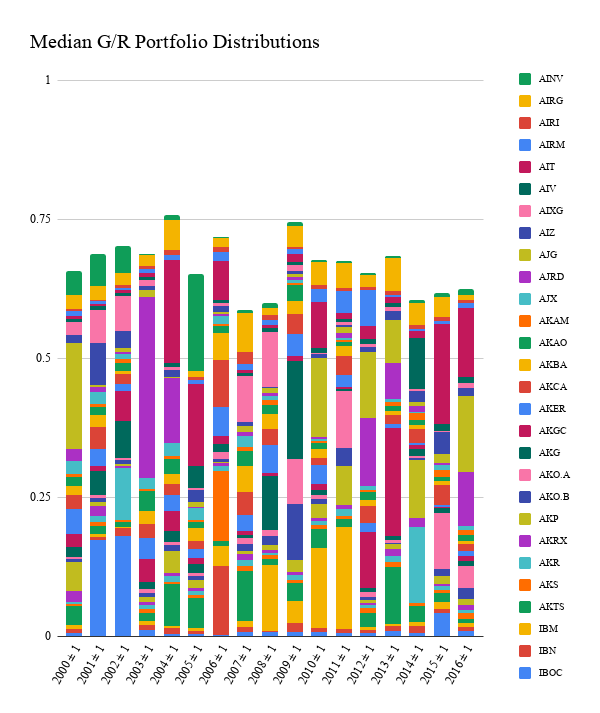 Median G/R Portfolio Distributions
1
0.75
0.5
0.25
0
2000± 1
2001± 1
2002± 1
2003± 1
2004± 1
2005± 1
2006± 1
2007± 1
2008± 1
2009± 1
2010± 1
2011± 1
2012± 1
2013± 1
2014± 1
2015± 1
2016± 1
AINV
AIRG
AIRI
AIRM
AIT
AIV
AIXG
AIZ
AJG
AJRD
AJX
AKAM
AKAO
AKBA
AKCA
AKER
AKGC
AKG
AKO.A
AKO.B
AKP
AKRX
AKR
AKS
AKTS
IBM
IBN
IBOC